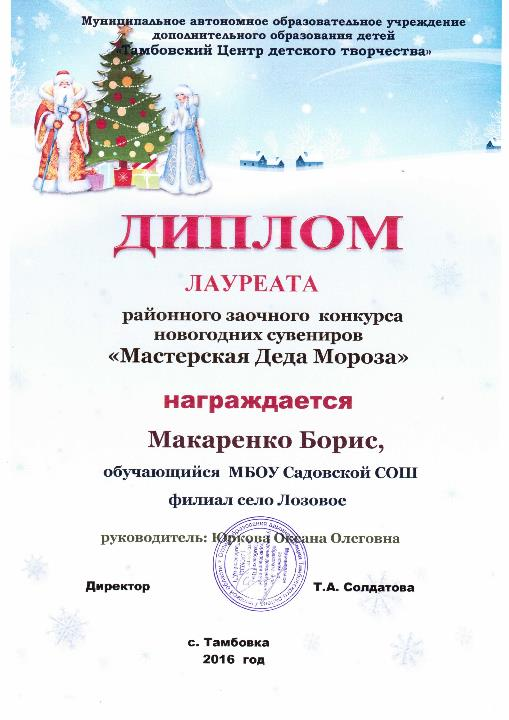 Муниципальное автономное образовательное учреждение
дополнительного образования детей
«Тамбовский Центр детского творчества»
ДИПЛОМ
ЛАУРЕАТА
районного заочного конкурса
новогодних сувениров
«Мастерская Деда Мороза»
награждается
Макаренко Борис,
обучающийся МБОУ Садовской СОШ
филиал село Лозовое
руководитель: Юркова Оксана Олеговна
Директор Т.А. Солдатова
с. Тамбовка
2016 год